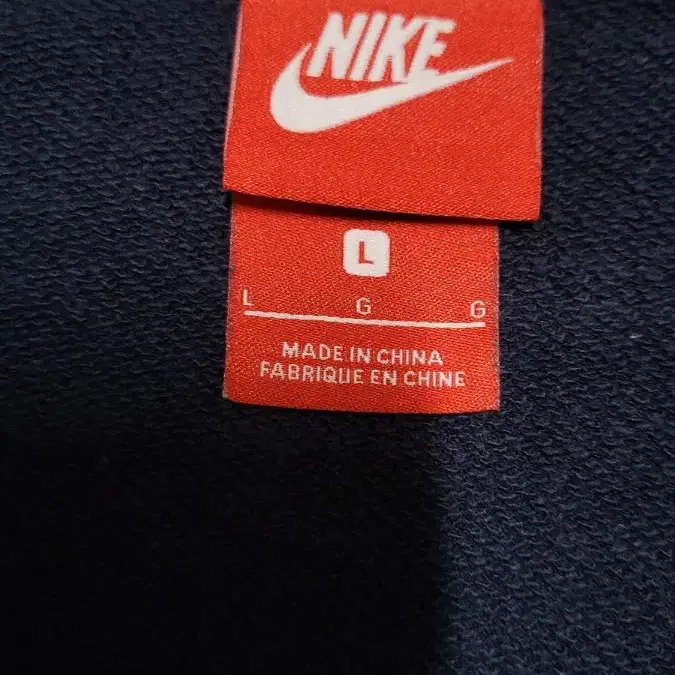 NIKE
L
L G G
MADE IN CHINA
FABRIQUE EN CHINE